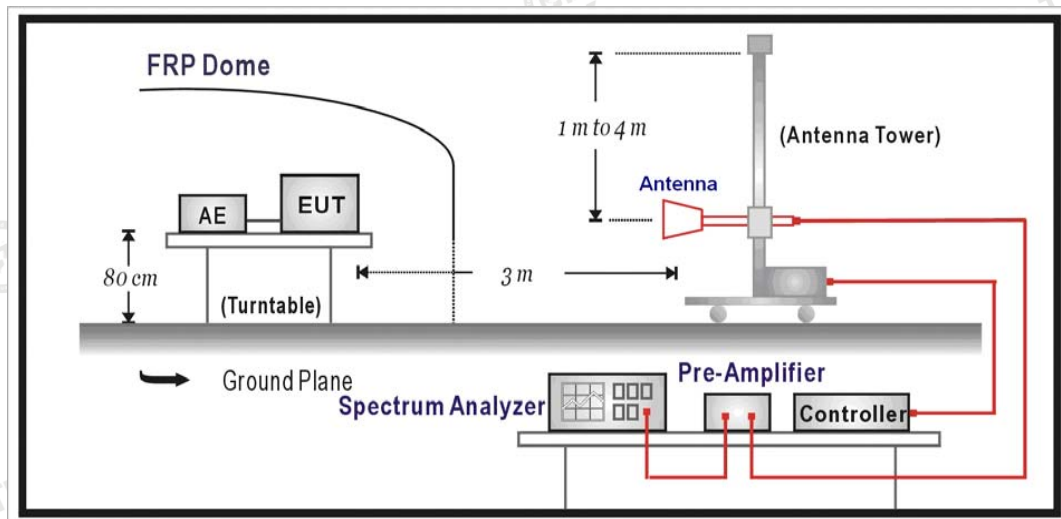 FRP Dome
1 m to 4 m
(Antenna Tower)
Antenna
AE
EUT
80 cm
3 m
(Turntable)
Ground Plane
Pre-Amplifier
Spectrum Analyzer
Controller